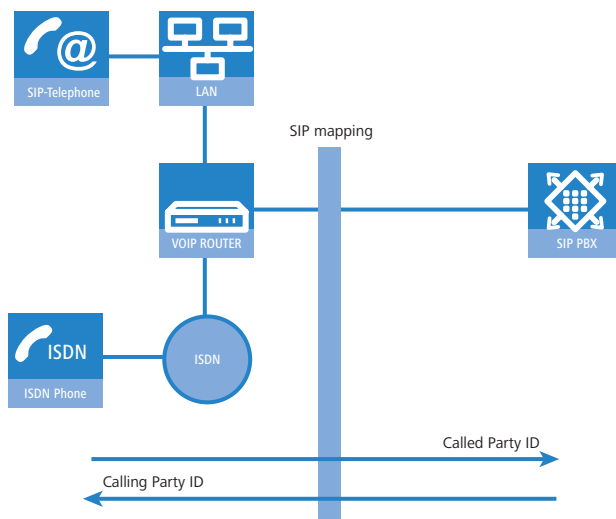 @
SIP-Telephone
LAN
SIP mapping
VOIP ROUTER
SIP PBX
ISDN
ISDN Phone
ISDN
Called Party ID
Calling Party ID